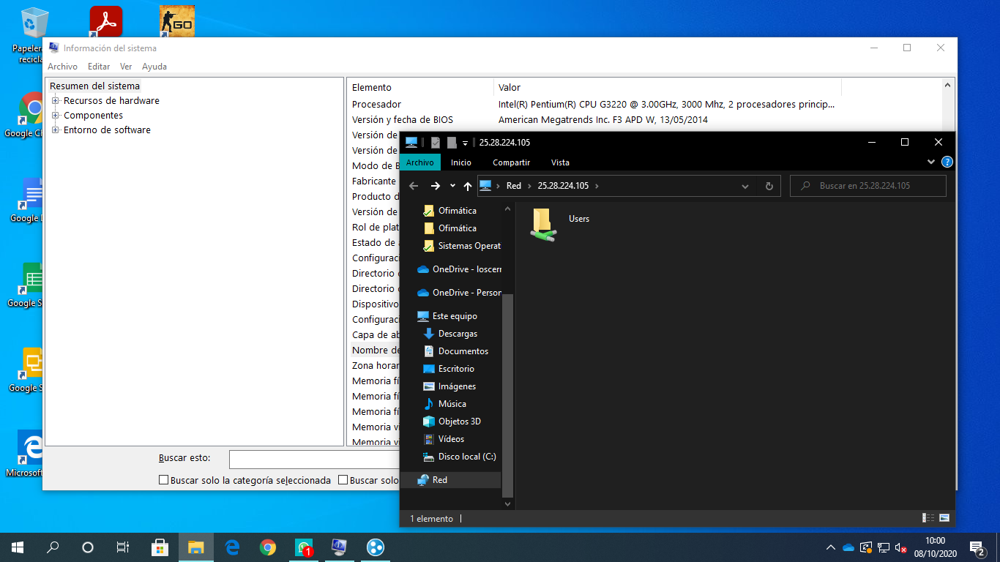 Papeler
recicla
GO
Google Cl
Google D
Google S
Google S
Microsoft
Información del sistema
Archivo Editar Ver Ayuda
Resumen del sistema
Recursos de hardware
Componentes
Entorno de software
Elemento Valor
Procesador Intel(R) Pentium(R) CPU G3220 @ 3.00GHz, 3000 Mhz, 2 procesadores princip...
Versión y fecha de BIOS American Megatrends Inc. F3 APD W, 13/05/2014
Versión de
Versión de
Modo de B
Fabricante
Producto d
Versión de
Rol de plat
Estado de
Configuraci
Directorio
Directorio
Dispositivo
Configuraci
Capa de ab
Nombre de
Zona horar
Memoria fí
Memoria fí
Memoria fí
Memoria vi
Memoria vi
Buscar esto:
Buscar solo la categoría seleccionada Buscar solo
25.28.224.105
Archivo Inicio Compartir Vista
Red 25.28.224.105 Buscar en 25.28.224.105
Ofimática
Ofimática
Sistemas Operat
OneDrive - Ioscerr
OneDrive - Person
Este equipo
Descargas
Documentos
Escritorio
Imágenes
Música
Objetos 3D
Vídeos
Disco local (C:)
Red
Users
1 elemento
1
10:00
08/10/2020
2